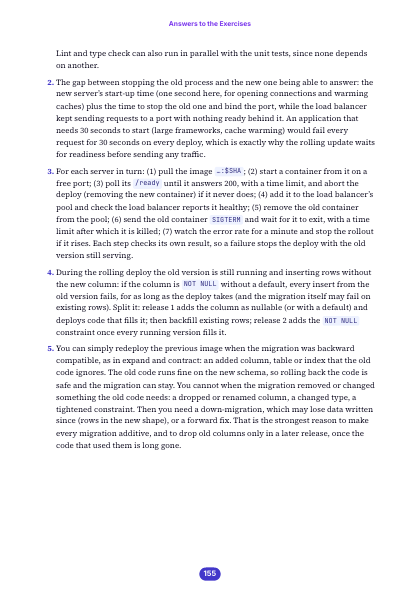 Answers to the Exercises
Lint and type check can also run in parallel with the unit tests, since none depends
on another.
2. The gap between stopping the old process and the new one being able to answer: the
new server's start-up time (one second here, for opening connections and warming
caches) plus the time to stop the old one and bind the port, while the load balancer
kept sending requests to a port with nothing ready behind it. An application that
needs 30 seconds to start (large frameworks, cache warming) would fail every
request for 30 seconds on every deploy, which is exactly why the rolling update waits
for readiness before sending any traffic.
3. For each server in turn: (1) pull the image …:$SHA ; (2) start a container from it on a
free port; (3) poll its /ready until it answers 200, with a time limit, and abort the
deploy (removing the new container) if it never does; (4) add it to the load balancer's
pool and check the load balancer reports it healthy; (5) remove the old container
from the pool; (6) send the old container SIGTERM and wait for it to exit, with a time
limit after which it is killed; (7) watch the error rate for a minute and stop the rollout
if it rises. Each step checks its own result, so a failure stops the deploy with the old
version still serving.
4. During the rolling deploy the old version is still running and inserting rows without
the new column: if the column is NOT NULL without a default, every insert from the
old version fails, for as long as the deploy takes (and the migration itself may fail on
existing rows). Split it: release 1 adds the column as nullable (or with a default) and
deploys code that fills it; then backfill existing rows; release 2 adds the NOT NULL
constraint once every running version fills it.
5. You can simply redeploy the previous image when the migration was backward
compatible, as in expand and contract: an added column, table or index that the old
code ignores. The old code runs fine on the new schema, so rolling back the code is
safe and the migration can stay. You cannot when the migration removed or changed
something the old code needs: a dropped or renamed column, a changed type, a
tightened constraint. Then you need a down-migration, which may lose data written
since (rows in the new shape), or a forward fix. That is the strongest reason to make
every migration additive, and to drop old columns only in a later release, once the
code that used them is long gone.
155